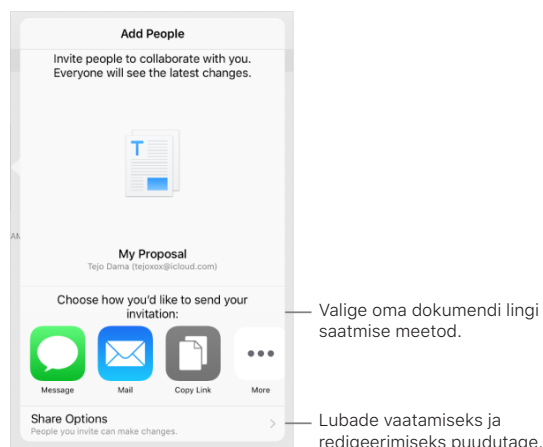 Add People
Invite people to collaborate with you.
Everyone will see the latest changes.
T
My Proposal
Tejo Dama (tejoxox@icloud.com)
Choose how you'd like to send your
invitation:
Valige oma dokumendi lingi
saatmise meetod.
Message
Mail
Copy Link
More
Share Options
People you invite can make changes.
Lubade vaatamiseks ja
redigeerimiseks puudutage.